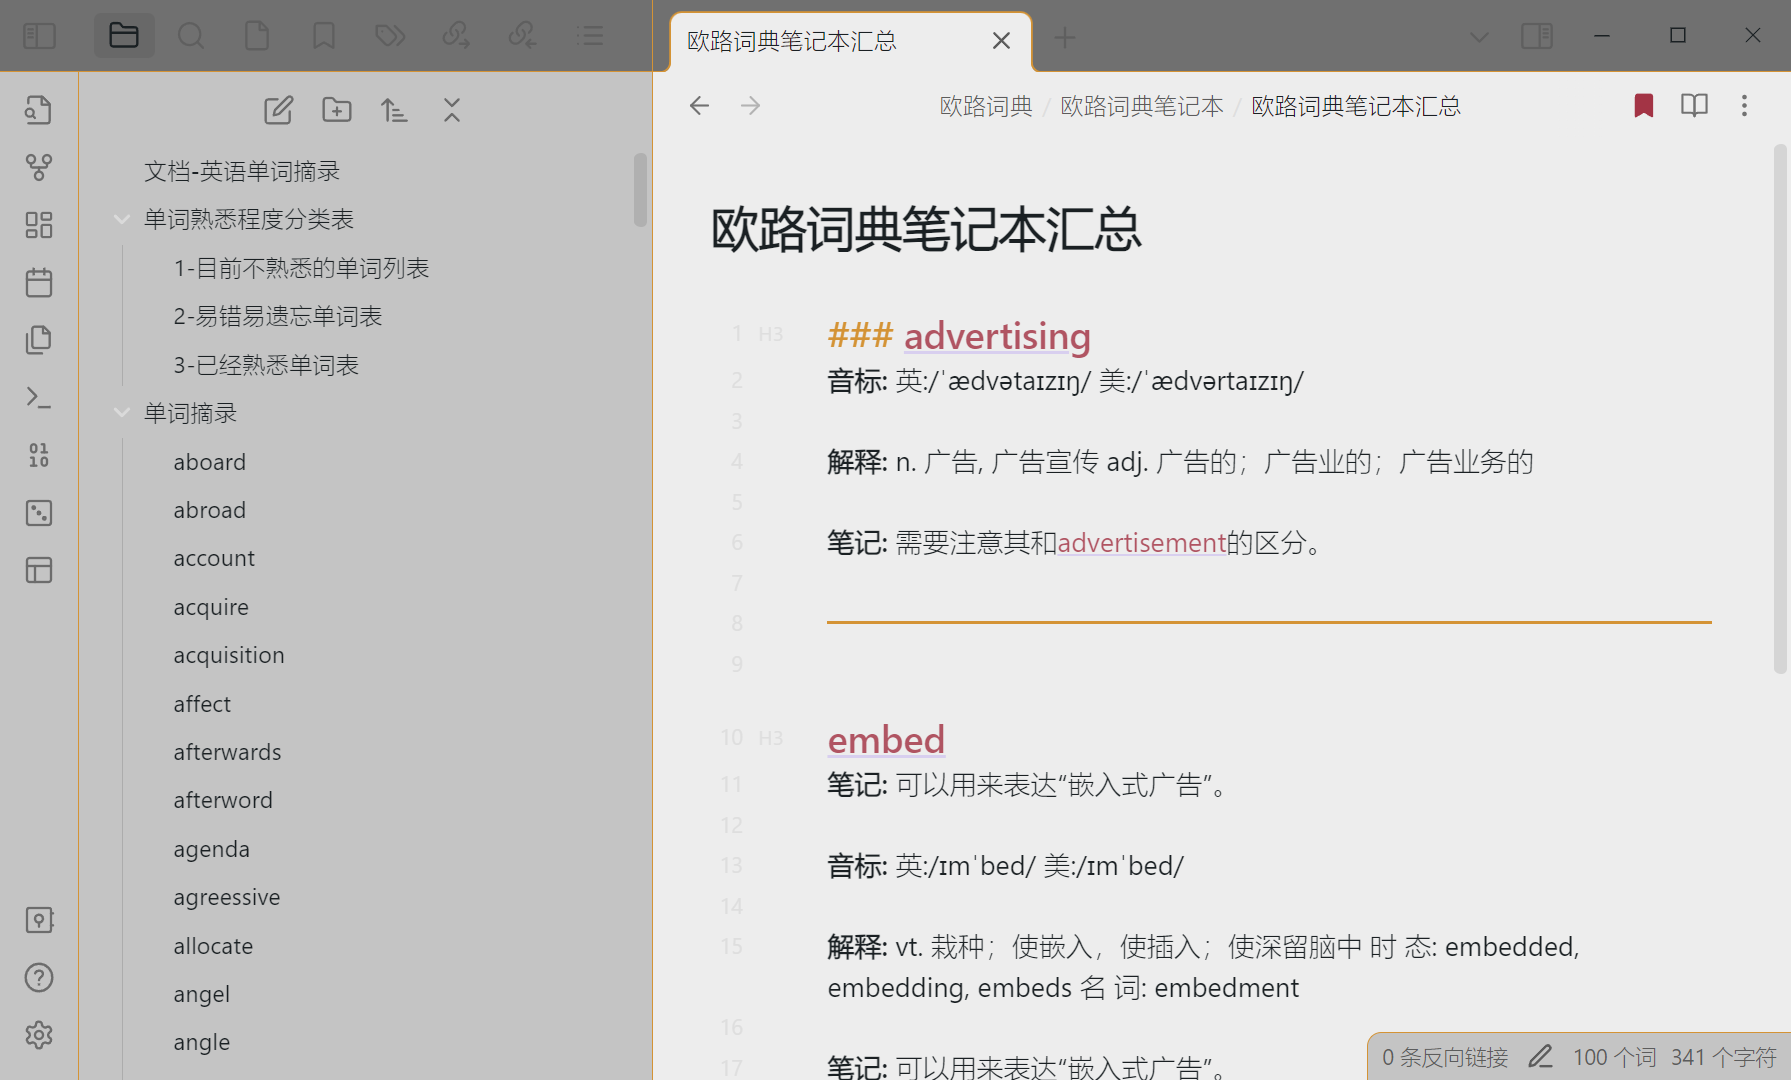 欧路词典笔记本汇总
欧路词典 / 欧路词典笔记本 / 欧路词典笔记本汇总
文档-英语单词摘录
单词熟悉程度分类表
1-目前不熟悉的单词列表
2-易错易遗忘单词表
3-已经熟悉单词表
单词摘录
aboard
abroad
account
acquire
acquisition
affect
afterwards
afterword
agenda
agreessive
allocate
angel
angle
欧路词典笔记本汇总
1 H3 ### advertising
2 音标: 英:/ˈædvətaɪzɪŋ/ 美:/ˈædvərtaɪzɪŋ/
3
4 解释: n. 广告, 广告宣传 adj. 广告的；广告业的；广告业务的
5
6 笔记: 需要注意其和advertisement的区分。
7
8
9
10 H3 embed
11 笔记: 可以用来表达“嵌入式广告”。
12
13 音标: 英:/ɪmˈbed/ 美:/ɪmˈbed/
14
15 解释: vt. 栽种；使嵌入，使插入；使深留脑中 时 态: embedded,
embedding, embeds 名 词: embedment
16
17 笔记: 可以用来表达“嵌入式广告”。
0 条反向链接 100 个词 341 个字符